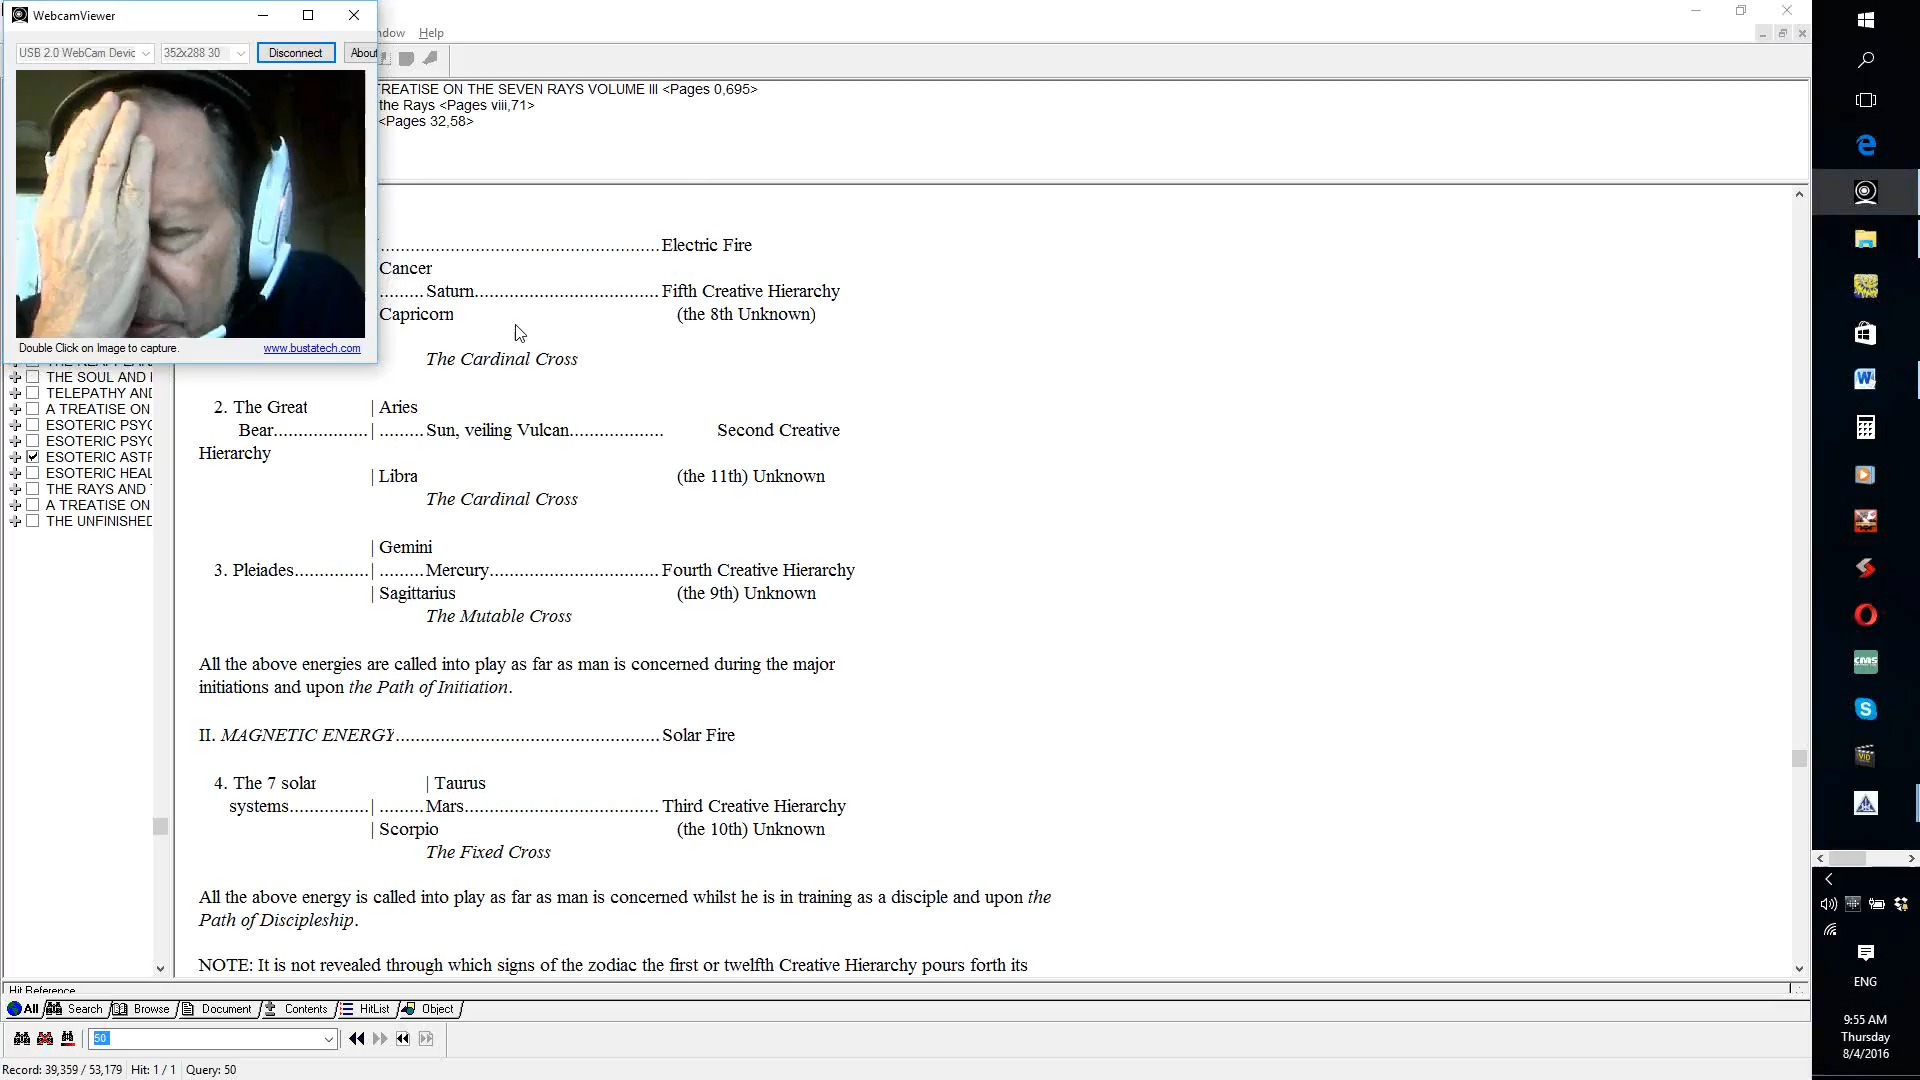 WebcamViewer
USB 2.0 WebCam Devic
352x288 30
Disconnect
About
Double Click on Image to capture.
www.bustatech.com
ndow Help
TREATISE ON THE SEVEN RAYS VOLUME III <Pages 0,695>
the Rays <Pages viii,71>
<Pages 32,58>
THE SOUL AND
TELEPATHY AND
A TREATISE ON
ESOTERIC PSYC
ESOTERIC PSYC
ESOTERIC ASTR
ESOTERIC HEAL
THE RAYS AND
A TREATISE ON
THE UNFINISHED
........................................................Electric Fire
Cancer
......... Saturn..................................... Fifth Creative Hierarchy
Capricorn (the 8th Unknown)
The Cardinal Cross
2. The Great | Aries
Bear...................| ......... Sun, veiling Vulcan................... Second Creative
Hierarchy
| Libra (the 11th) Unknown
The Cardinal Cross
| Gemini
3. Pleiades...............| ......... Mercury.................................. Fourth Creative Hierarchy
| Sagittarius (the 9th) Unknown
The Mutable Cross
All the above energies are called into play as far as man is concerned during the major
initiations and upon the Path of Initiation.
II. MAGNETIC ENERGY.....................................................Solar Fire
4. The 7 solar | Taurus
systems................| ......... Mars....................................... Third Creative Hierarchy
| Scorpio (the 10th) Unknown
The Fixed Cross
All the above energy is called into play as far as man is concerned whilst he is in training as a disciple and upon the
Path of Discipleship.
NOTE: It is not revealed through which signs of the zodiac the first or twelfth Creative Hierarchy pours forth its
Hit Reference
All Search Browse Document Contents HitList Object
50
Record: 39,359 / 53,179 Hit: 1 / 1 Query: 50
CMS
VID
ENG
9:55 AM
Thursday
8/4/2016